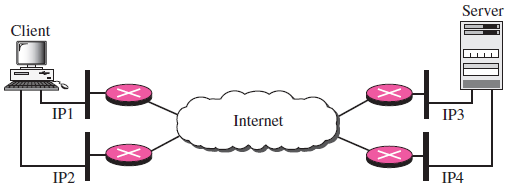 Server
Client
IP1
IP3
Internet
IP2
IP4